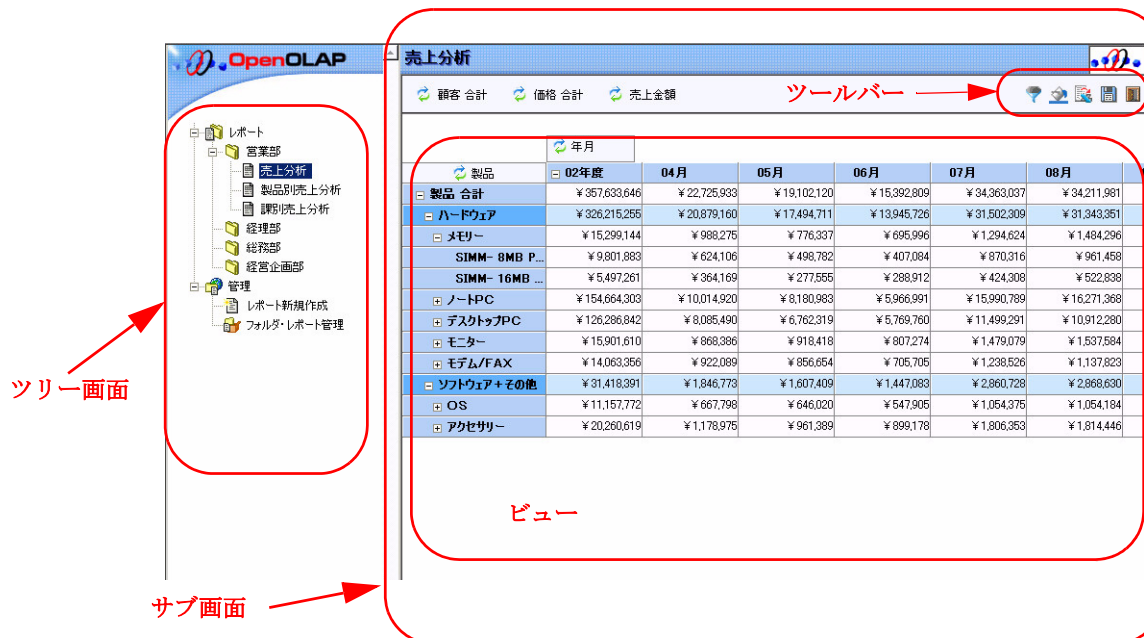 OpenOLAP
売上分析
顧客 合計 価格 合計 売上金額
ツールバー
レポート
営業部
売上分析
製品別売上分析
課別売上分析
経理部
総務部
経営企画部
管理
レポート新規作成
フォルダ・レポート管理
ツリー画面
年月
製品 02年度 04月 05月 06月 07月 08月
製品 合計 ¥357,633,646 ¥22,725,933 ¥19,102,120 ¥15,392,809 ¥34,363,037 ¥34,211,981
ハードウェア ¥326,215,255 ¥20,879,160 ¥17,494,711 ¥13,945,726 ¥31,502,309 ¥31,343,351
メモリー ¥15,299,144 ¥988,275 ¥776,337 ¥695,996 ¥1,294,624 ¥1,484,296
SIMM- 8MB P... ¥9,801,883 ¥624,106 ¥498,782 ¥407,084 ¥870,316 ¥961,458
SIMM- 16MB ... ¥5,497,261 ¥364,169 ¥277,555 ¥288,912 ¥424,308 ¥522,838
ノートPC ¥154,664,303 ¥10,014,920 ¥8,180,983 ¥5,966,991 ¥15,990,789 ¥16,271,368
デスクトップPC ¥126,286,842 ¥8,085,490 ¥6,762,319 ¥5,769,760 ¥11,499,291 ¥10,912,280
モニター ¥15,901,610 ¥868,386 ¥918,418 ¥807,274 ¥1,479,079 ¥1,537,584
モデム/FAX ¥14,063,356 ¥922,089 ¥856,654 ¥705,705 ¥1,238,526 ¥1,137,823
ソフトウェア+その他 ¥31,418,391 ¥1,846,773 ¥1,607,409 ¥1,447,083 ¥2,860,728 ¥2,868,630
OS ¥11,157,772 ¥667,798 ¥646,020 ¥547,905 ¥1,054,375 ¥1,054,184
アクセサリー ¥20,260,619 ¥1,178,975 ¥961,389 ¥899,178 ¥1,806,353 ¥1,814,446
ビュー
サブ画面